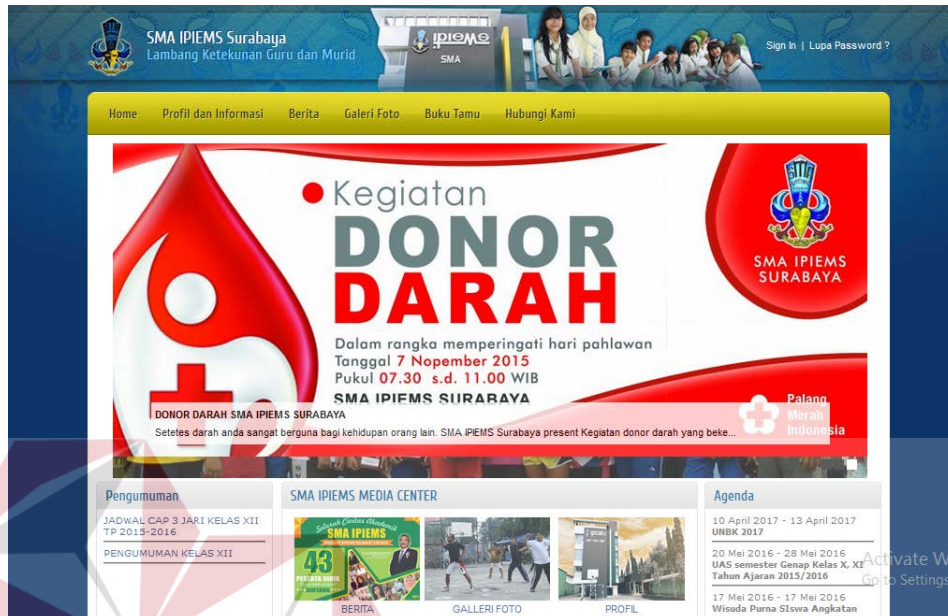 SMA IPIEMS Surabaya
Lambang Ketekunan Guru dan Murid
SMA
Sign In | Lupa Password ?
Home Profil dan Informasi Berita Galeri Foto Buku Tamu Hubungi Kami
Kegiatan
DONOR
DARAH
Dalam rangka memperingati hari pahlawan
Tanggal 7 Nopember 2015
Pukul 07.30 s.d. 11.00 WIB
SMA IPIEMS SURABAYA
SMA IPIEMS
SURABAYA
Palang
Merah
Indonesia
DONOR DARAH SMA IPIEMS SURABAYA
Setetes darah anda sangat berguna bagi kehidupan orang lain. SMA IPIEMS Surabaya present Kegiatan donor darah yang beke...
Pengumuman
JADWAL CAP 3 JARI KELAS XII
TP 2015-2016
PENGUMUMAN KELAS XII
SMA IPIEMS MEDIA CENTER
Seluruh Civitas Akademik
SMA IPIEMS
43
PESERTA DIDIK
BINTANG
BERITA
GALLERI FOTO
PROFIL
Agenda
10 April 2017 - 13 April 2017
UNBK 2017
20 Mei 2016 - 28 Mei 2016
UAS semester Genap Kelas X, XI
Tahun Ajaran 2015/2016
17 Mei 2016 - 17 Mei 2016
Wisuda Purna SIswa Angkatan
Activate W
Go to Settings